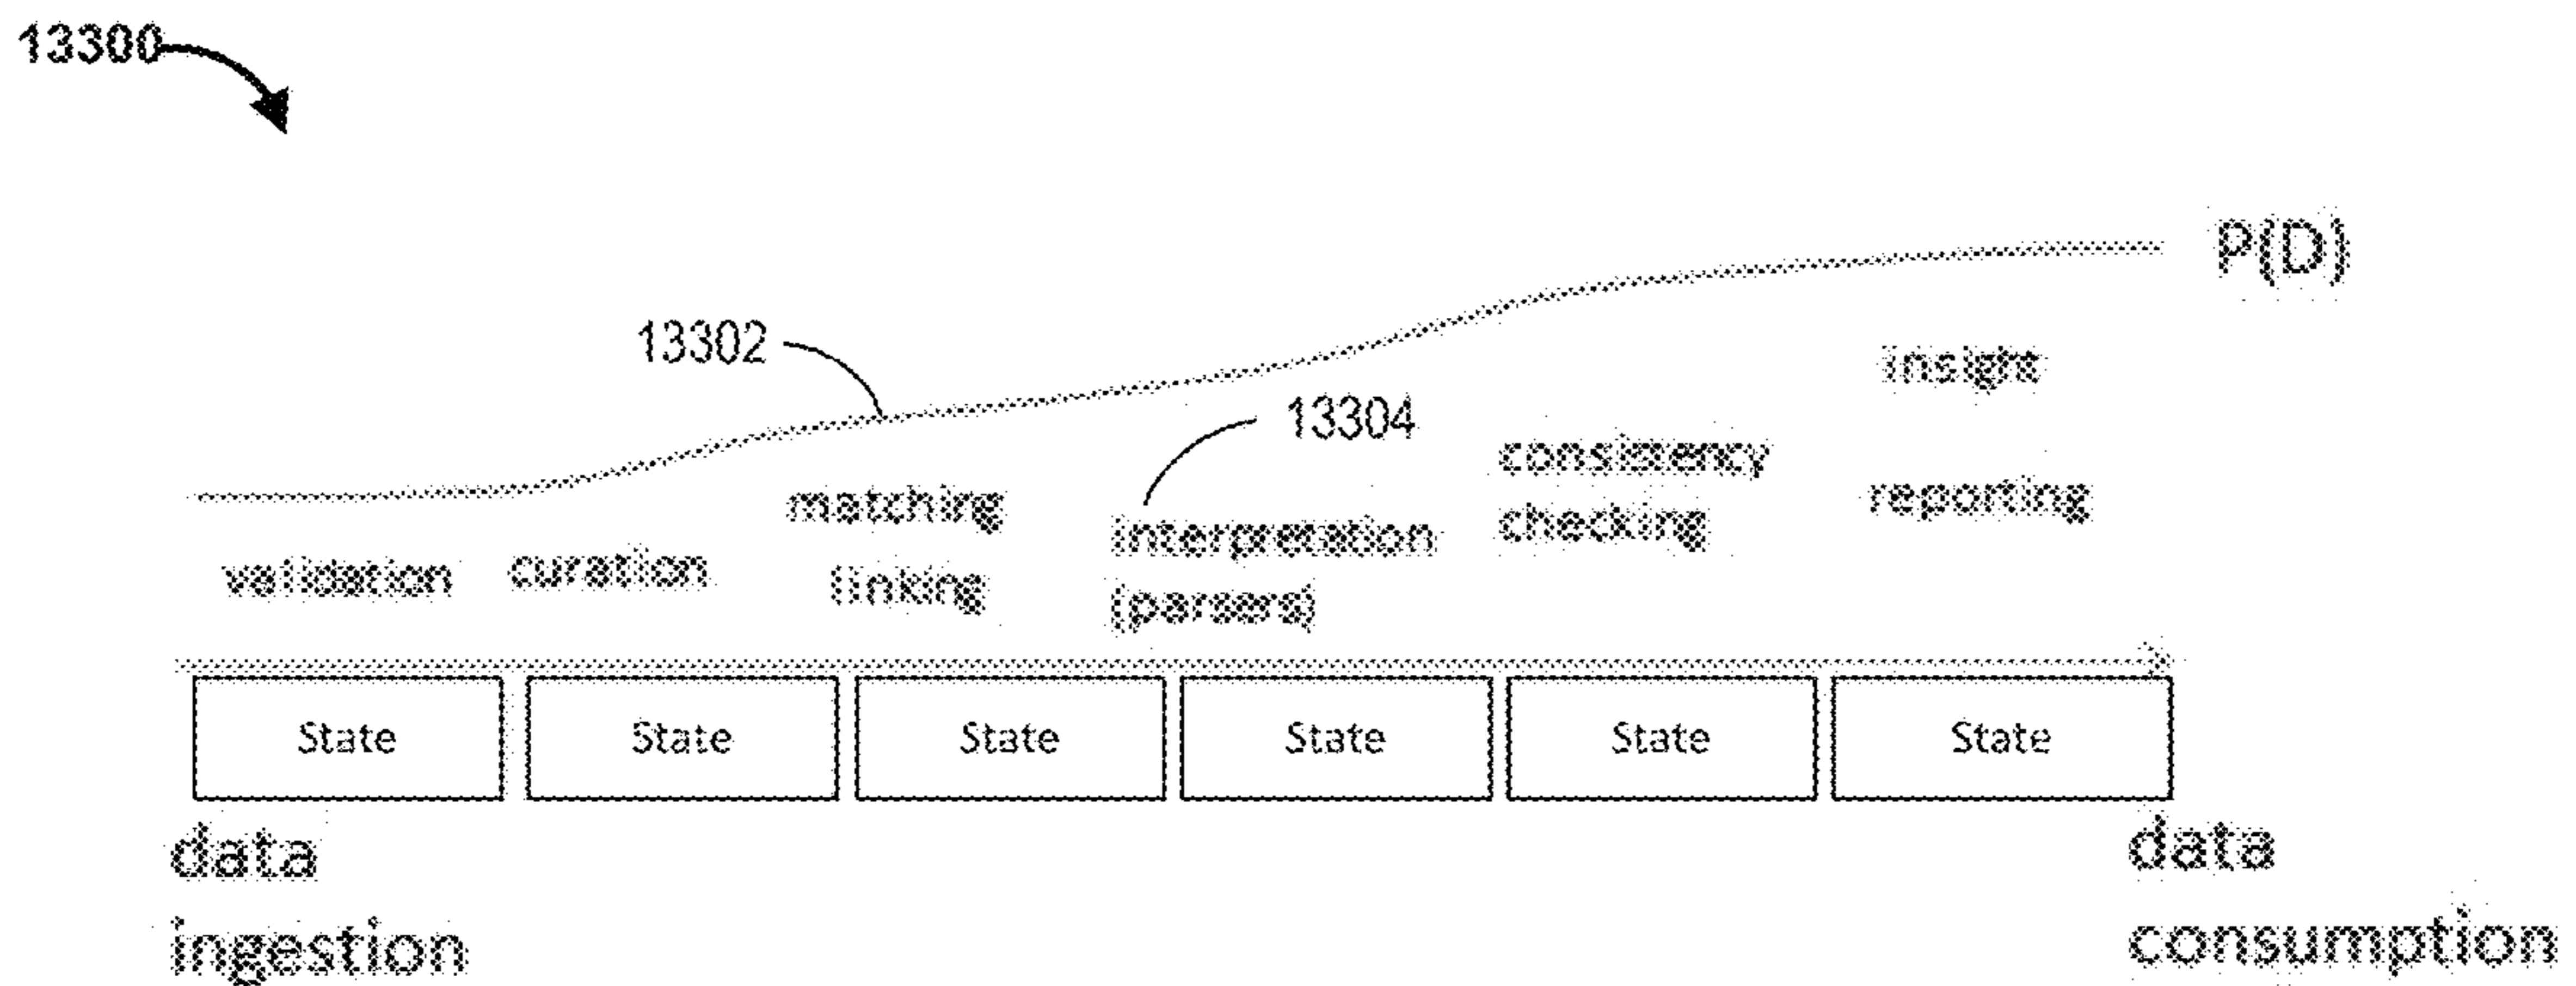 13300
P(D)
13302
insight
13304
consistency
checking
reporting
matching
linking
interpretation
(parsers)
validation
curation
State State State State State State
data
ingestion
data
consumption